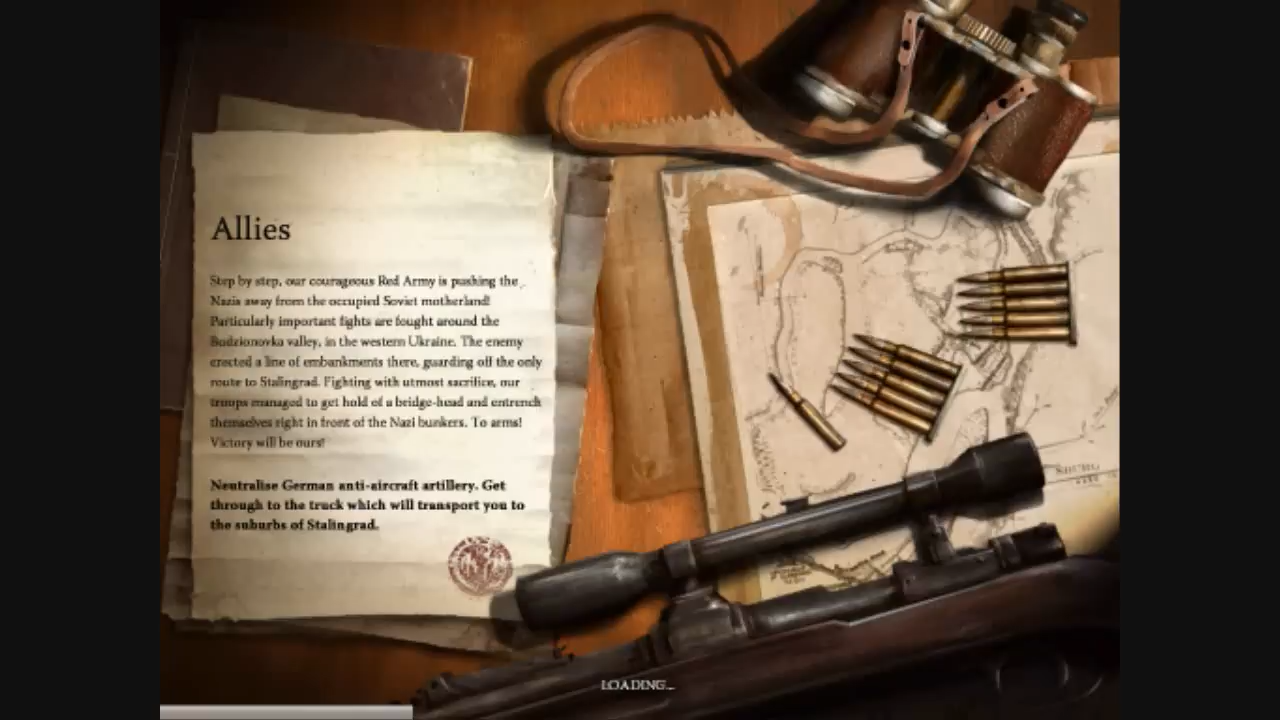 Allies
Step by step, our courageous Red Army is pushing the
Nazis away from the occupied Soviet motherland!
Particularly important fights are fought around the
Budzionovka valley, in the western Ukraine. The enemy
erected a line of embankments there, guarding off the only
route to Stalingrad. Fighting with utmost sacrifice, our
troops managed to get hold of a bridge-head and entrench
themselves right in front of the Nazi bunkers. To arms!
Victory will be ours!
Neutralise German anti-aircraft artillery. Get
through to the truck which will transport you to
the suburbs of Stalingrad.
LOADING...